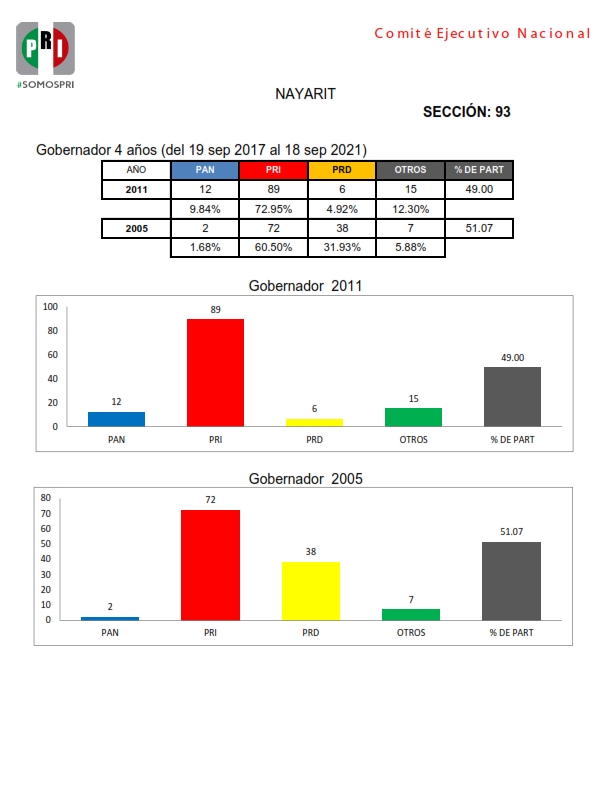 PRI
#SOMOSPRI
Comité Ejecutivo Nacional
NAYARIT
SECCIÓN: 93
Gobernador 4 años (del 19 sep 2017 al 18 sep 2021)
AÑO PAN PRI PRD OTROS % DE PART
2011 12 89 6 15 49.00
9.84% 72.95% 4.92% 12.30%
2005 2 72 38 7 51.07
1.68% 60.50% 31.93% 5.88%
Gobernador 2011
100
80
60
40
20
0
12 89 6 15 49.00
PAN PRI PRD OTROS % DE PART
Gobernador 2005
80
70
60
50
40
30
20
10
0
2 72 38 7 51.07
PAN PRI PRD OTROS % DE PART